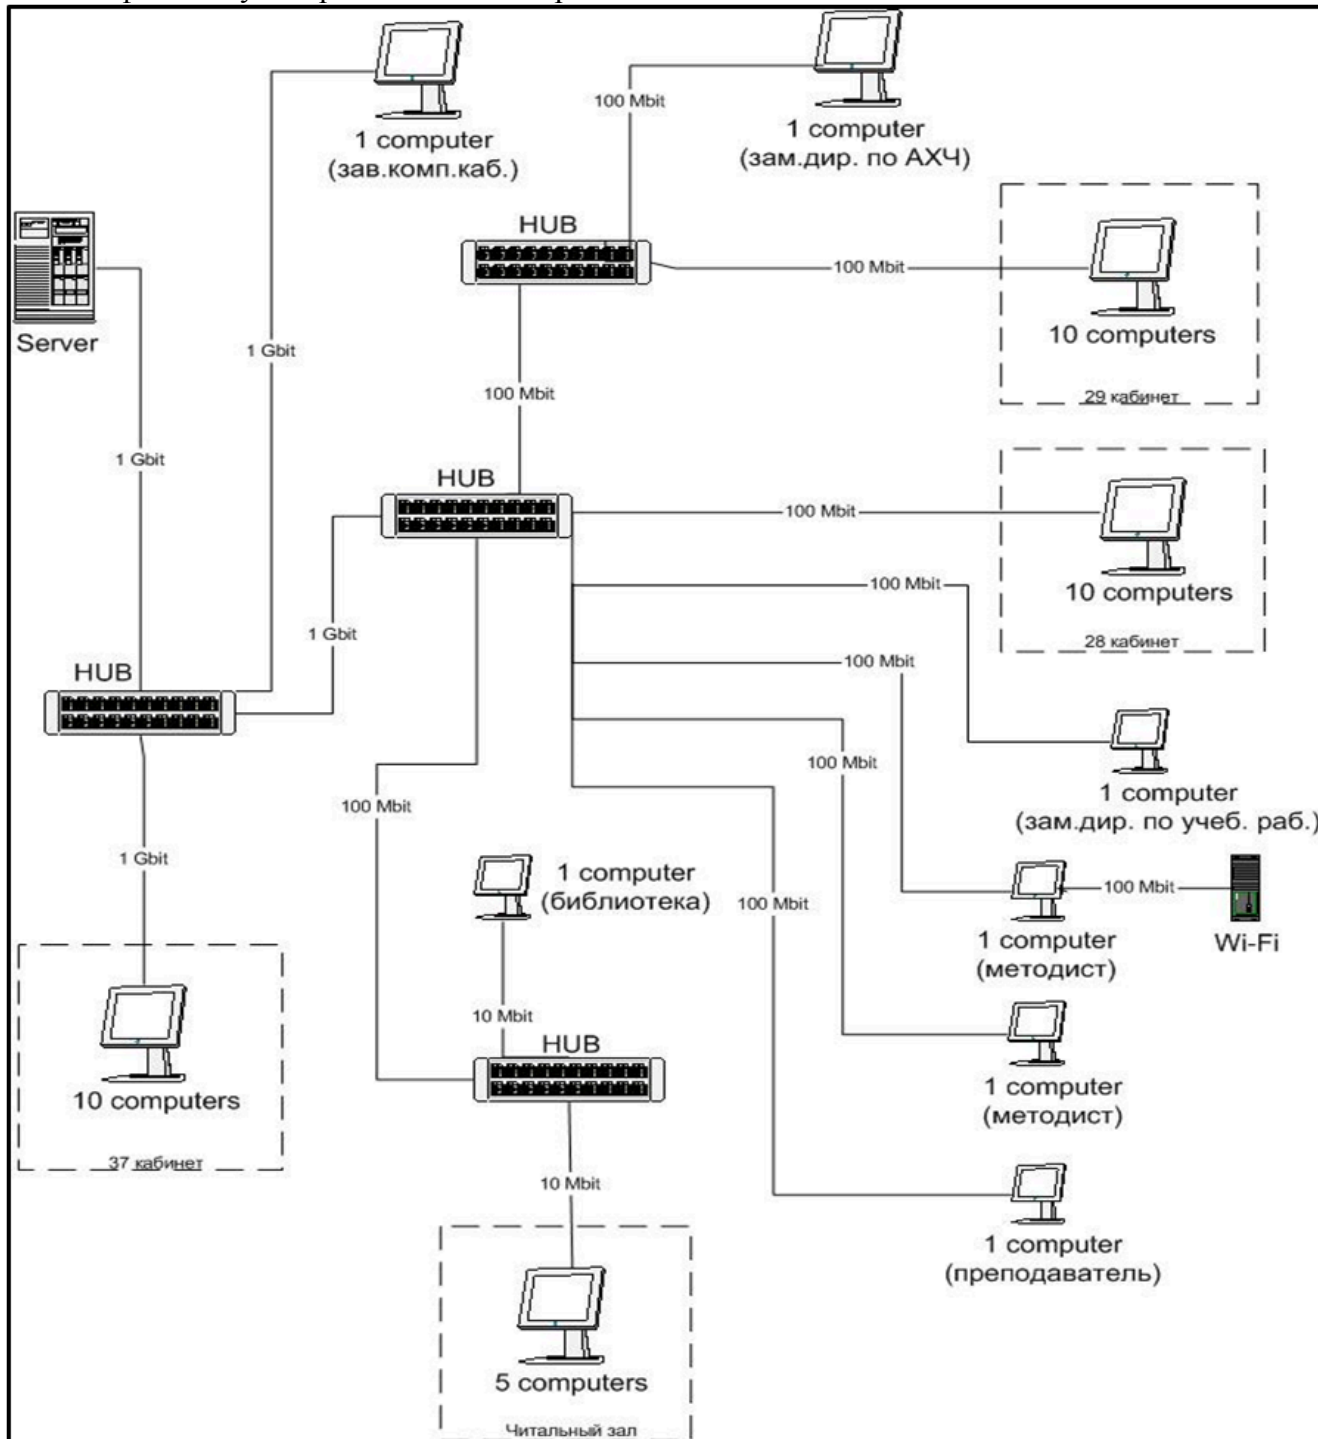 1 computer
(зав.комп.каб.)
100 Mbit
1 computer
(зам.дир. по АХЧ)
HUB
100 Mbit
10 computers
29 кабинет
Server
1 Gbit
100 Mbit
1 Gbit
HUB
100 Mbit
10 computers
28 кабинет
100 Mbit
1 Gbit
100 Mbit
HUB
1 computer
(зам.дир. по учеб. раб.)
100 Mbit
100 Mbit
1 Gbit
1 computer
(библиотека)
100 Mbit
100 Mbit
1 computer
(методист)
Wi-Fi
10 Mbit
HUB
1 computer
(методист)
10 computers
37 кабинет
10 Mbit
1 computer
(преподаватель)
5 computers
Читальный зал